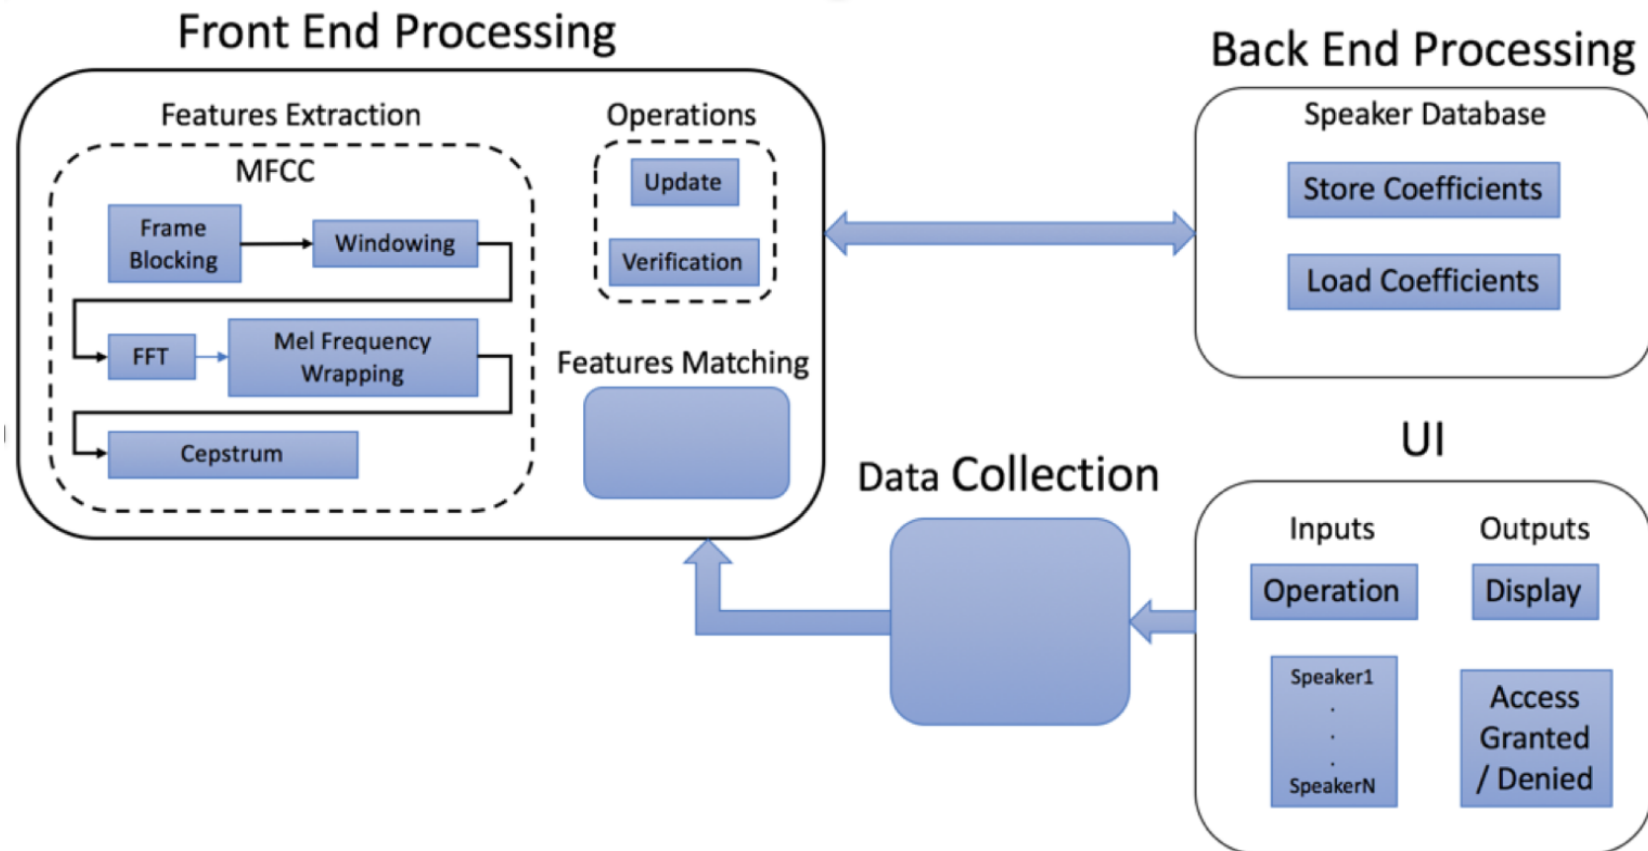 Front End Processing
Features Extraction
MFCC
Frame
Blocking
Windowing
FFT
Mel Frequency
Wrapping
Cepstrum
Operations
Update
Verification
Features Matching
Back End Processing
Speaker Database
Store Coefficients
Load Coefficients
Data Collection
UI
Inputs
Operation
Speaker1
.
.
.
SpeakerN
Outputs
Display
Access
Granted
/ Denied